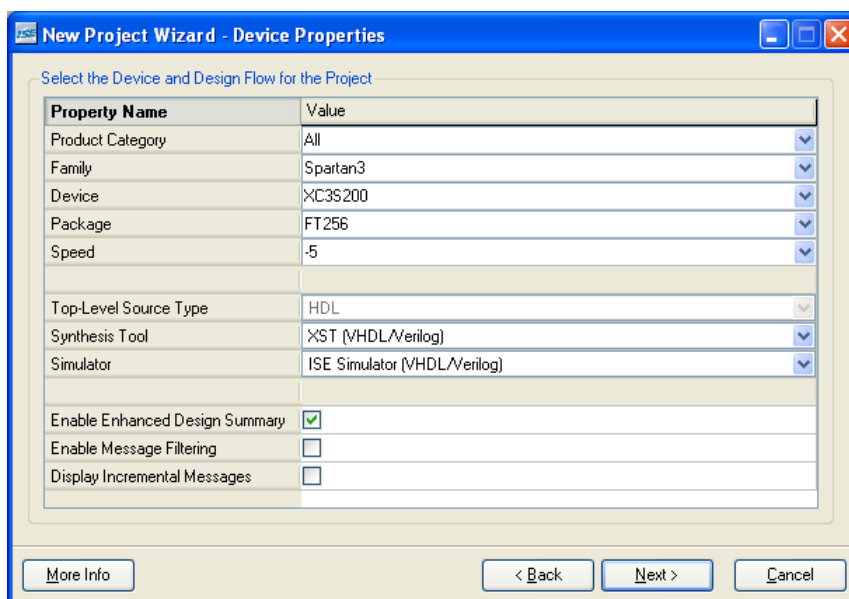 ISE New Project Wizard - Device Properties
Select the Device and Design Flow for the Project
Property Name Value
Product Category All
Family Spartan3
Device XC3S200
Package FT256
Speed -5
Top-Level Source Type HDL
Synthesis Tool XST (VHDL/Verilog)
Simulator ISE Simulator (VHDL/Verilog)
Enable Enhanced Design Summary
Enable Message Filtering
Display Incremental Messages
More Info < Back Next > Cancel